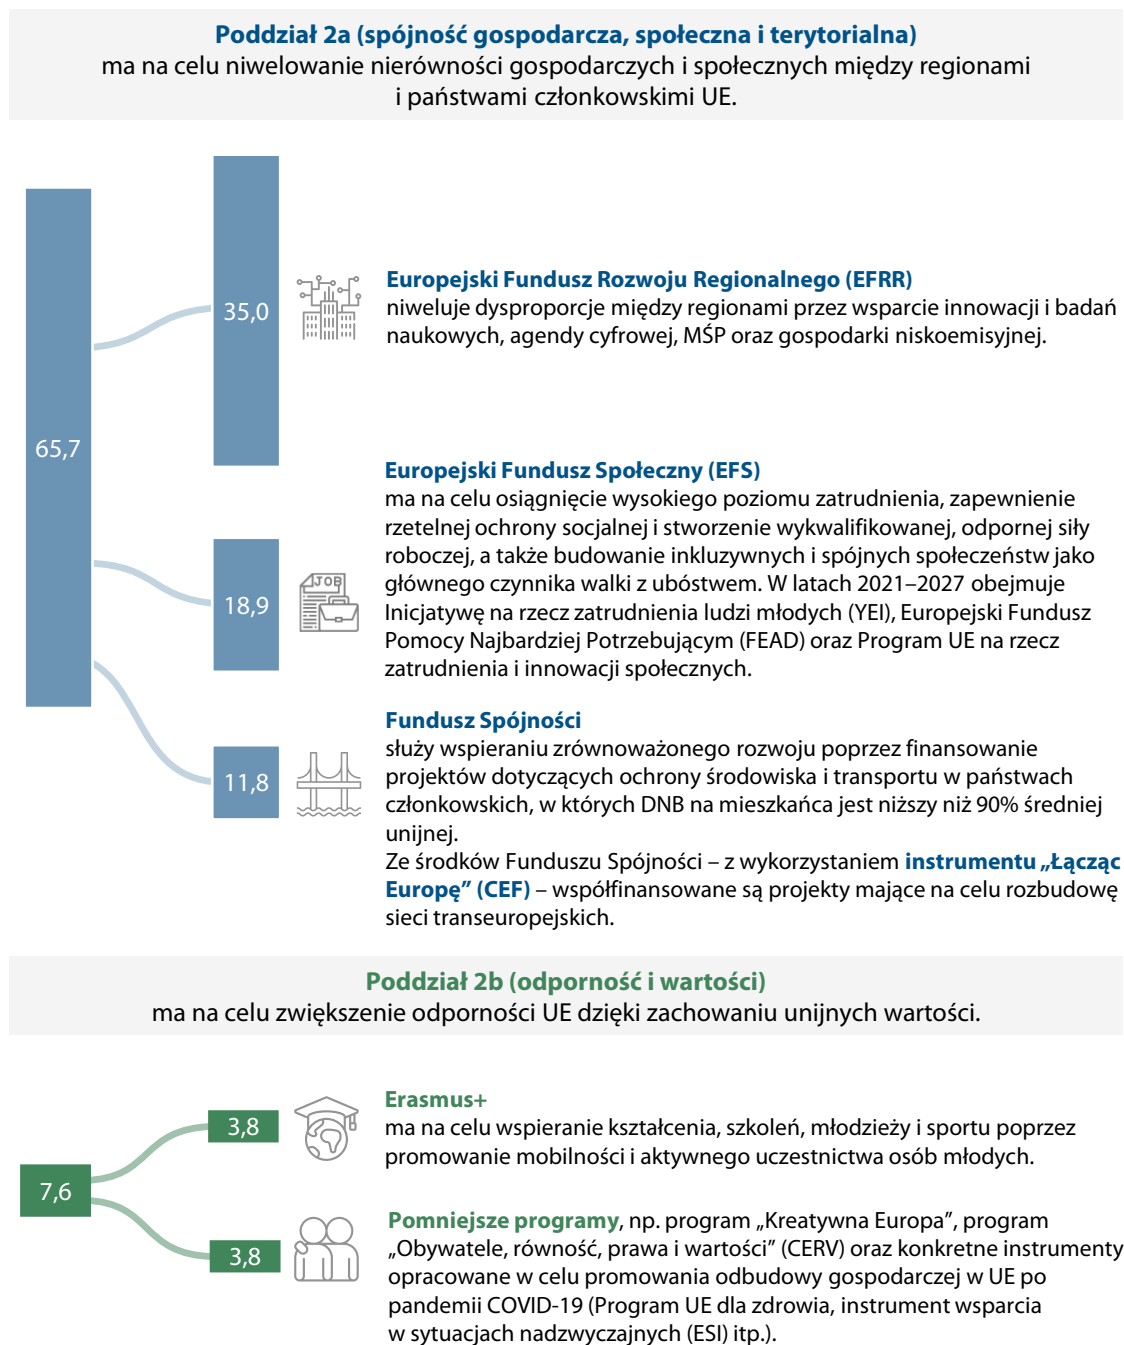 Poddział 2a (spójność gospodarcza, społeczna i terytorialna)
ma na celu niwelowanie nierówności gospodarczych i społecznych między regionami
i państwami członkowskimi UE.
65,7
35,0
Europejski Fundusz Rozwoju Regionalnego (EFRR)
niweluje dysproporcje między regionami przez wsparcie innowacji i badań
naukowych, agendy cyfrowej, MŚP oraz gospodarki niskoemisyjnej.
18,9
JOB
Europejski Fundusz Społeczny (EFS)
ma na celu osiągnięcie wysokiego poziomu zatrudnienia, zapewnienie
rzetelnej ochrony socjalnej i stworzenie wykwalifikowanej, odpornej siły
roboczej, a także budowanie inkluzywnych i spójnych społeczeństw jako
głównego czynnika walki z ubóstwem. W latach 2021–2027 obejmuje
Inicjatywę na rzecz zatrudnienia ludzi młodych (YEI), Europejski Fundusz
Pomocy Najbardziej Potrzebującym (FEAD) oraz Program UE na rzecz
zatrudnienia i innowacji społecznych.
11,8
Fundusz Spójności
służy wspieraniu zrównoważonego rozwoju poprzez finansowanie
projektów dotyczących ochrony środowiska i transportu w państwach
członkowskich, w których DNB na mieszkańca jest niższy niż 90% średniej
unijnej.
Ze środków Funduszu Spójności – z wykorzystaniem instrumentu „Łącząc
Europę” (CEF) – współfinansowane są projekty mające na celu rozbudowę
sieci transeuropejskich.
Poddział 2b (odporność i wartości)
ma na celu zwiększenie odporności UE dzięki zachowaniu unijnych wartości.
7,6
3,8
Erasmus+
ma na celu wspieranie kształcenia, szkoleń, młodzieży i sportu poprzez
promowanie mobilności i aktywnego uczestnictwa osób młodych.
3,8
Pomniejsze programy, np. program „Kreatywna Europa”, program
„Obywatele, równość, prawa i wartości” (CERV) oraz konkretne instrumenty
opracowane w celu promowania odbudowy gospodarczej w UE po
pandemii COVID-19 (Program UE dla zdrowia, instrument wsparcia
w sytuacjach nadzwyczajnych (ESI) itp.).